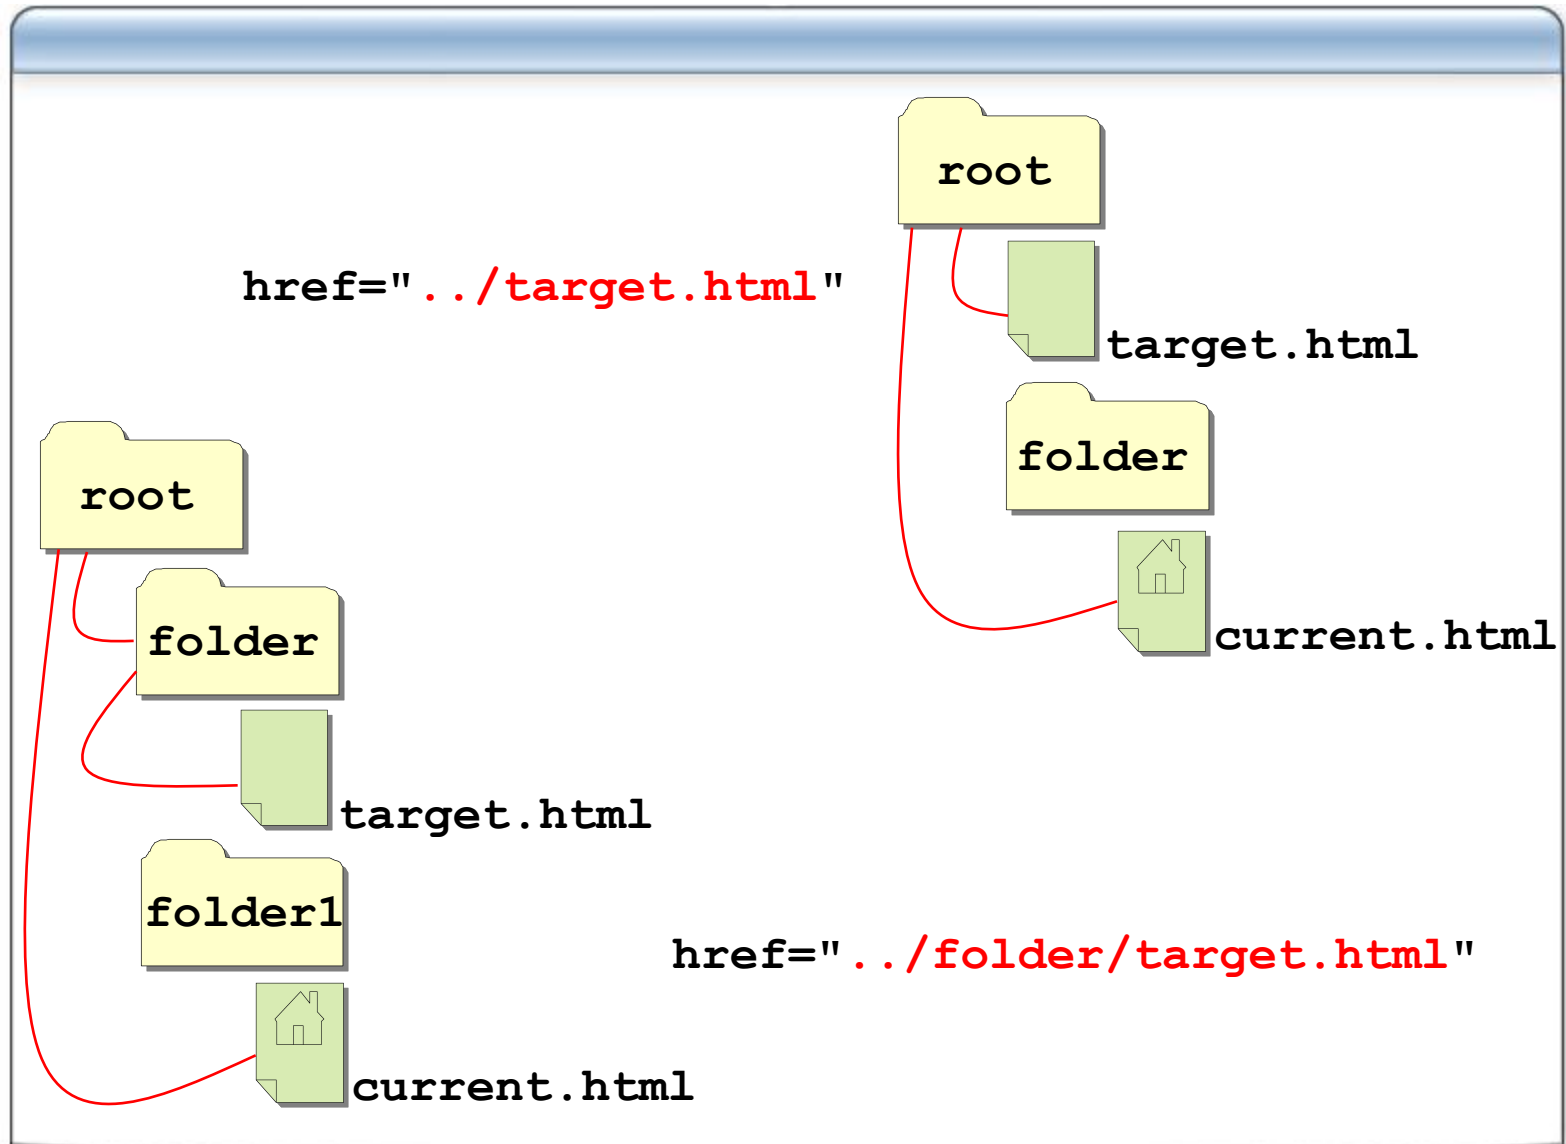 root
href="../target.html"
target.html
folder
root
current.html
folder
target.html
folder1
href="../folder/target.html"
current.html